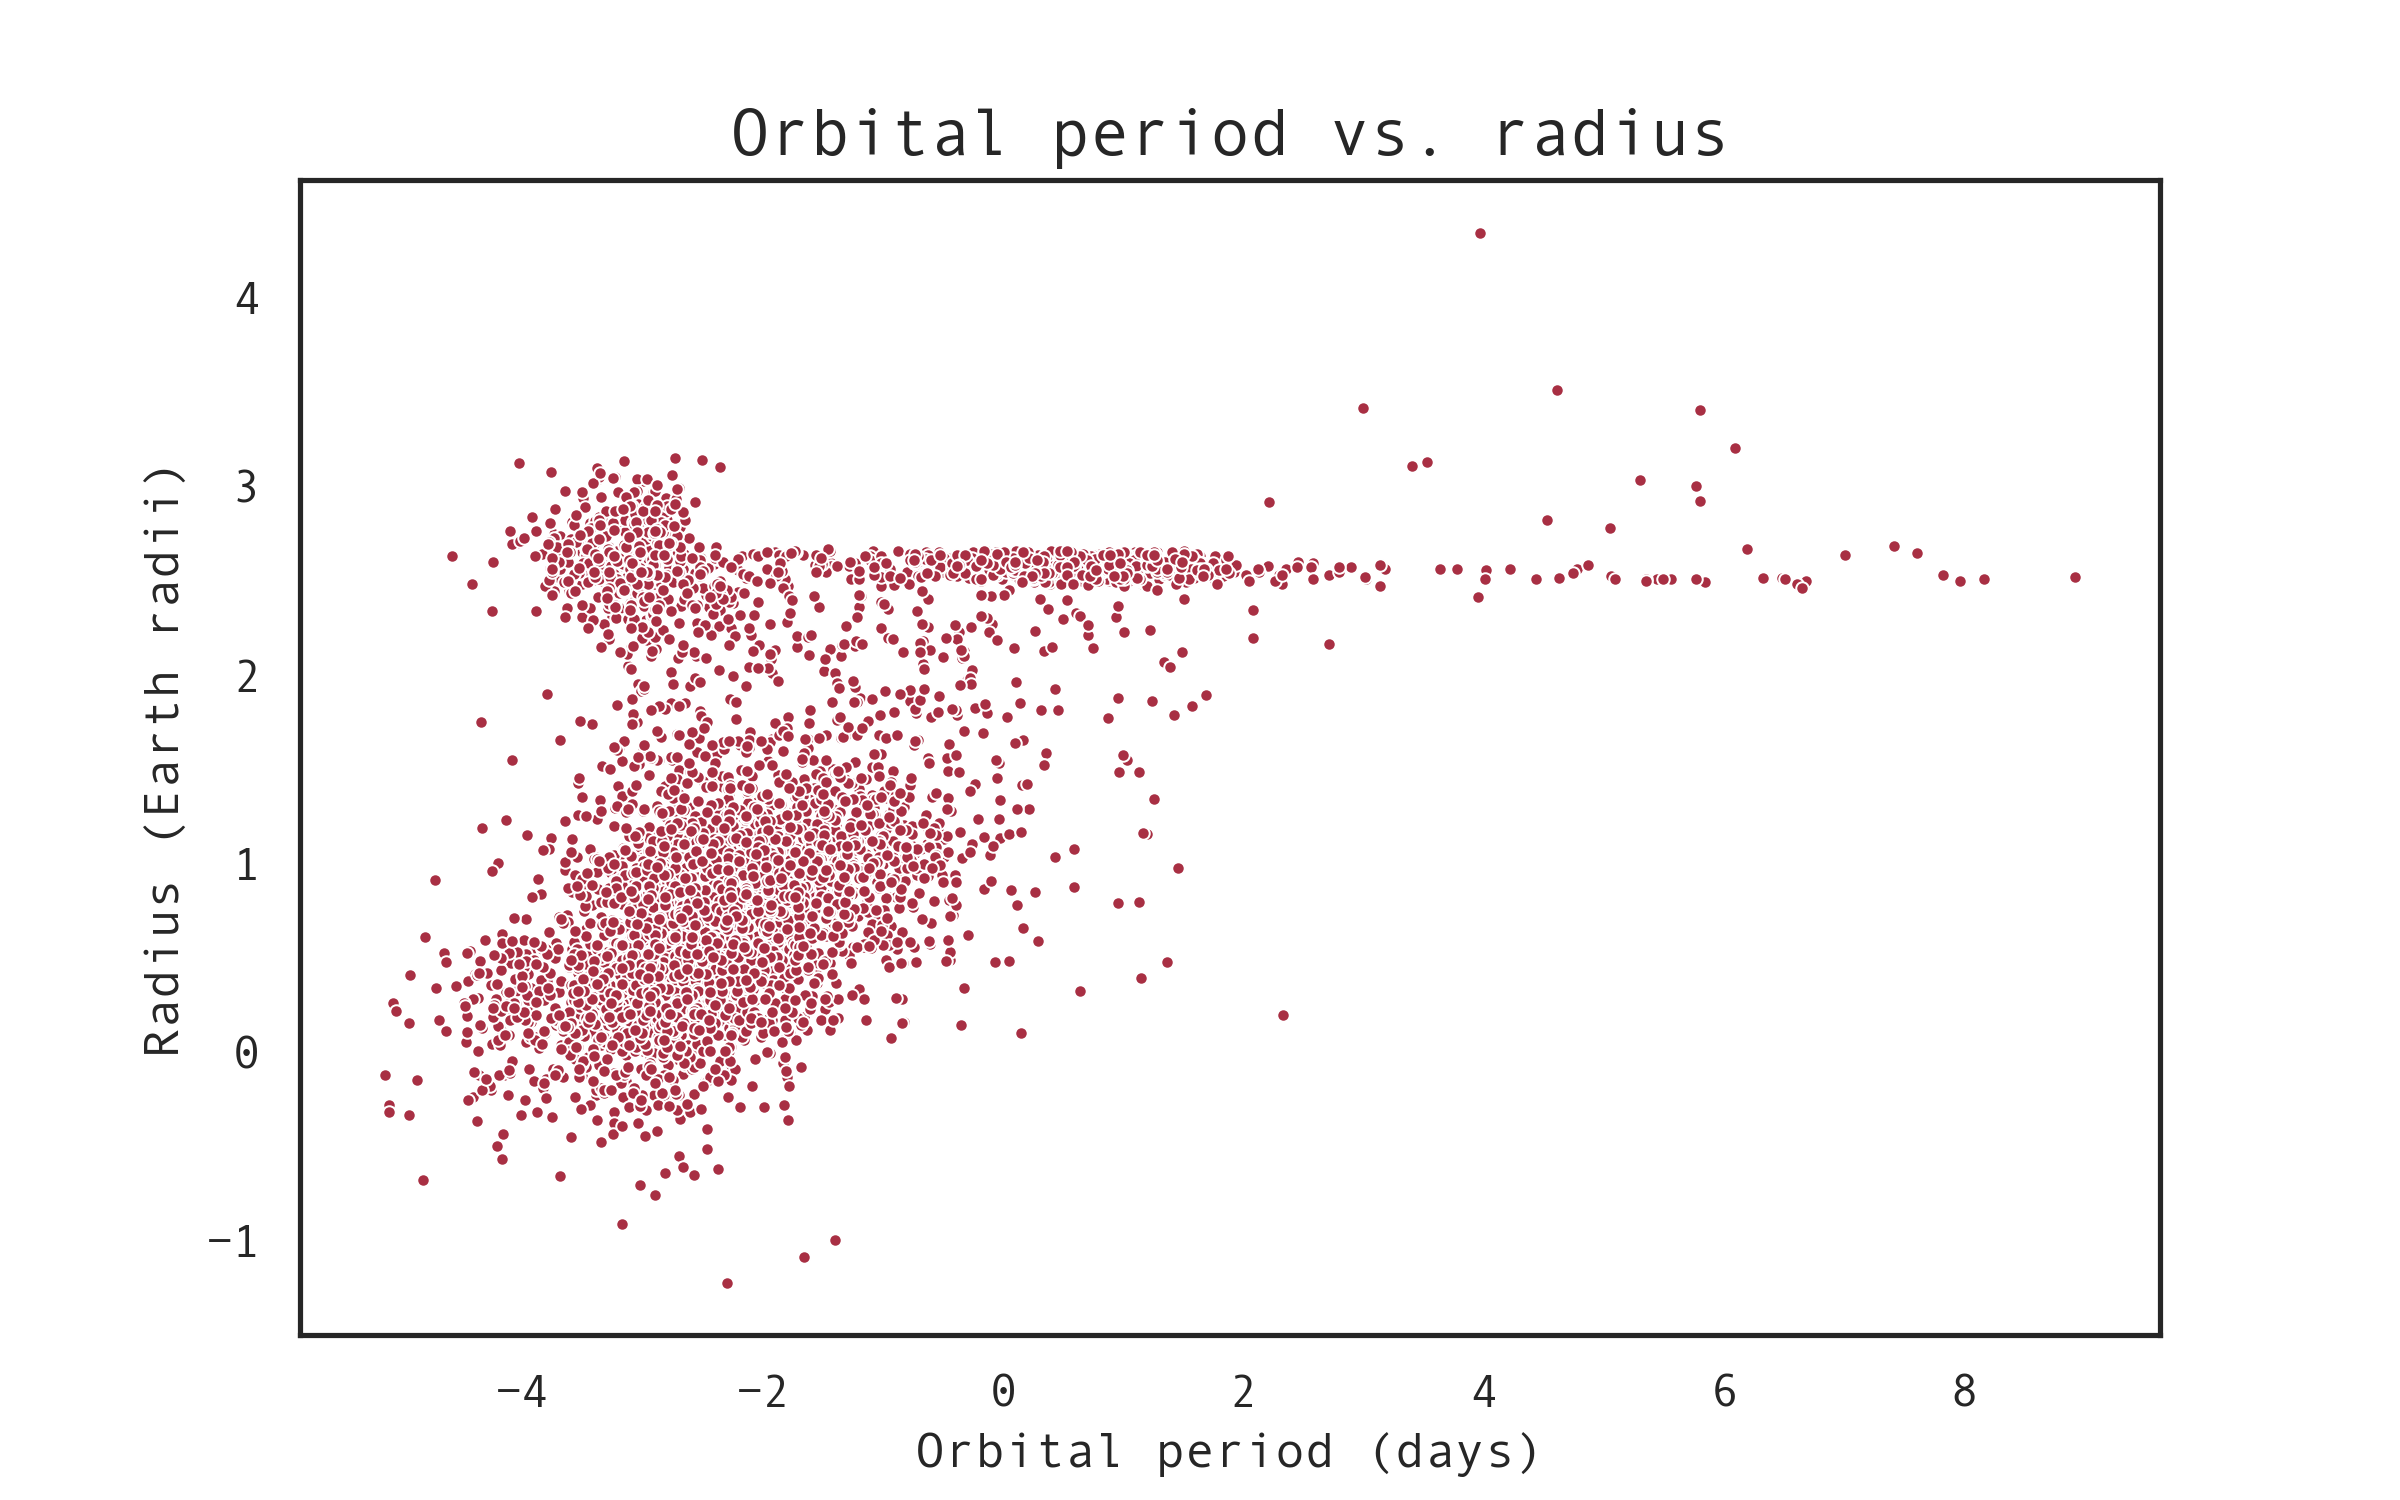 Orbital period vs. radius
Radius (Earth radii)
4
3
2
1
0
−1
−4 −2 0 2 4 6 8
Orbital period (days)